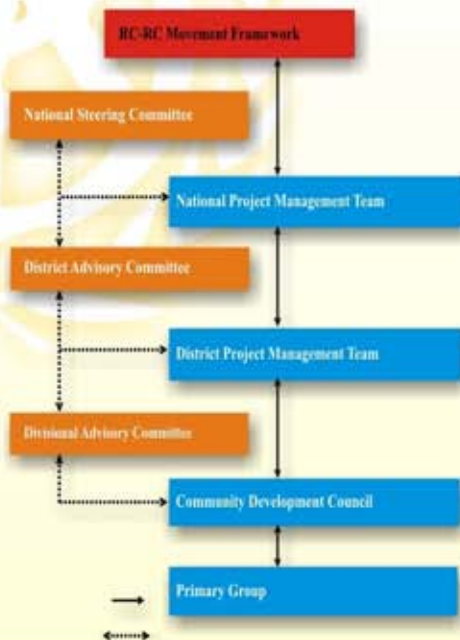 RC-RC Movement Framework
National Steering Committee
National Project Management Team
District Advisory Committee
District Project Management Team
Divisional Advisory Committee
Community Development Council
Primary Group